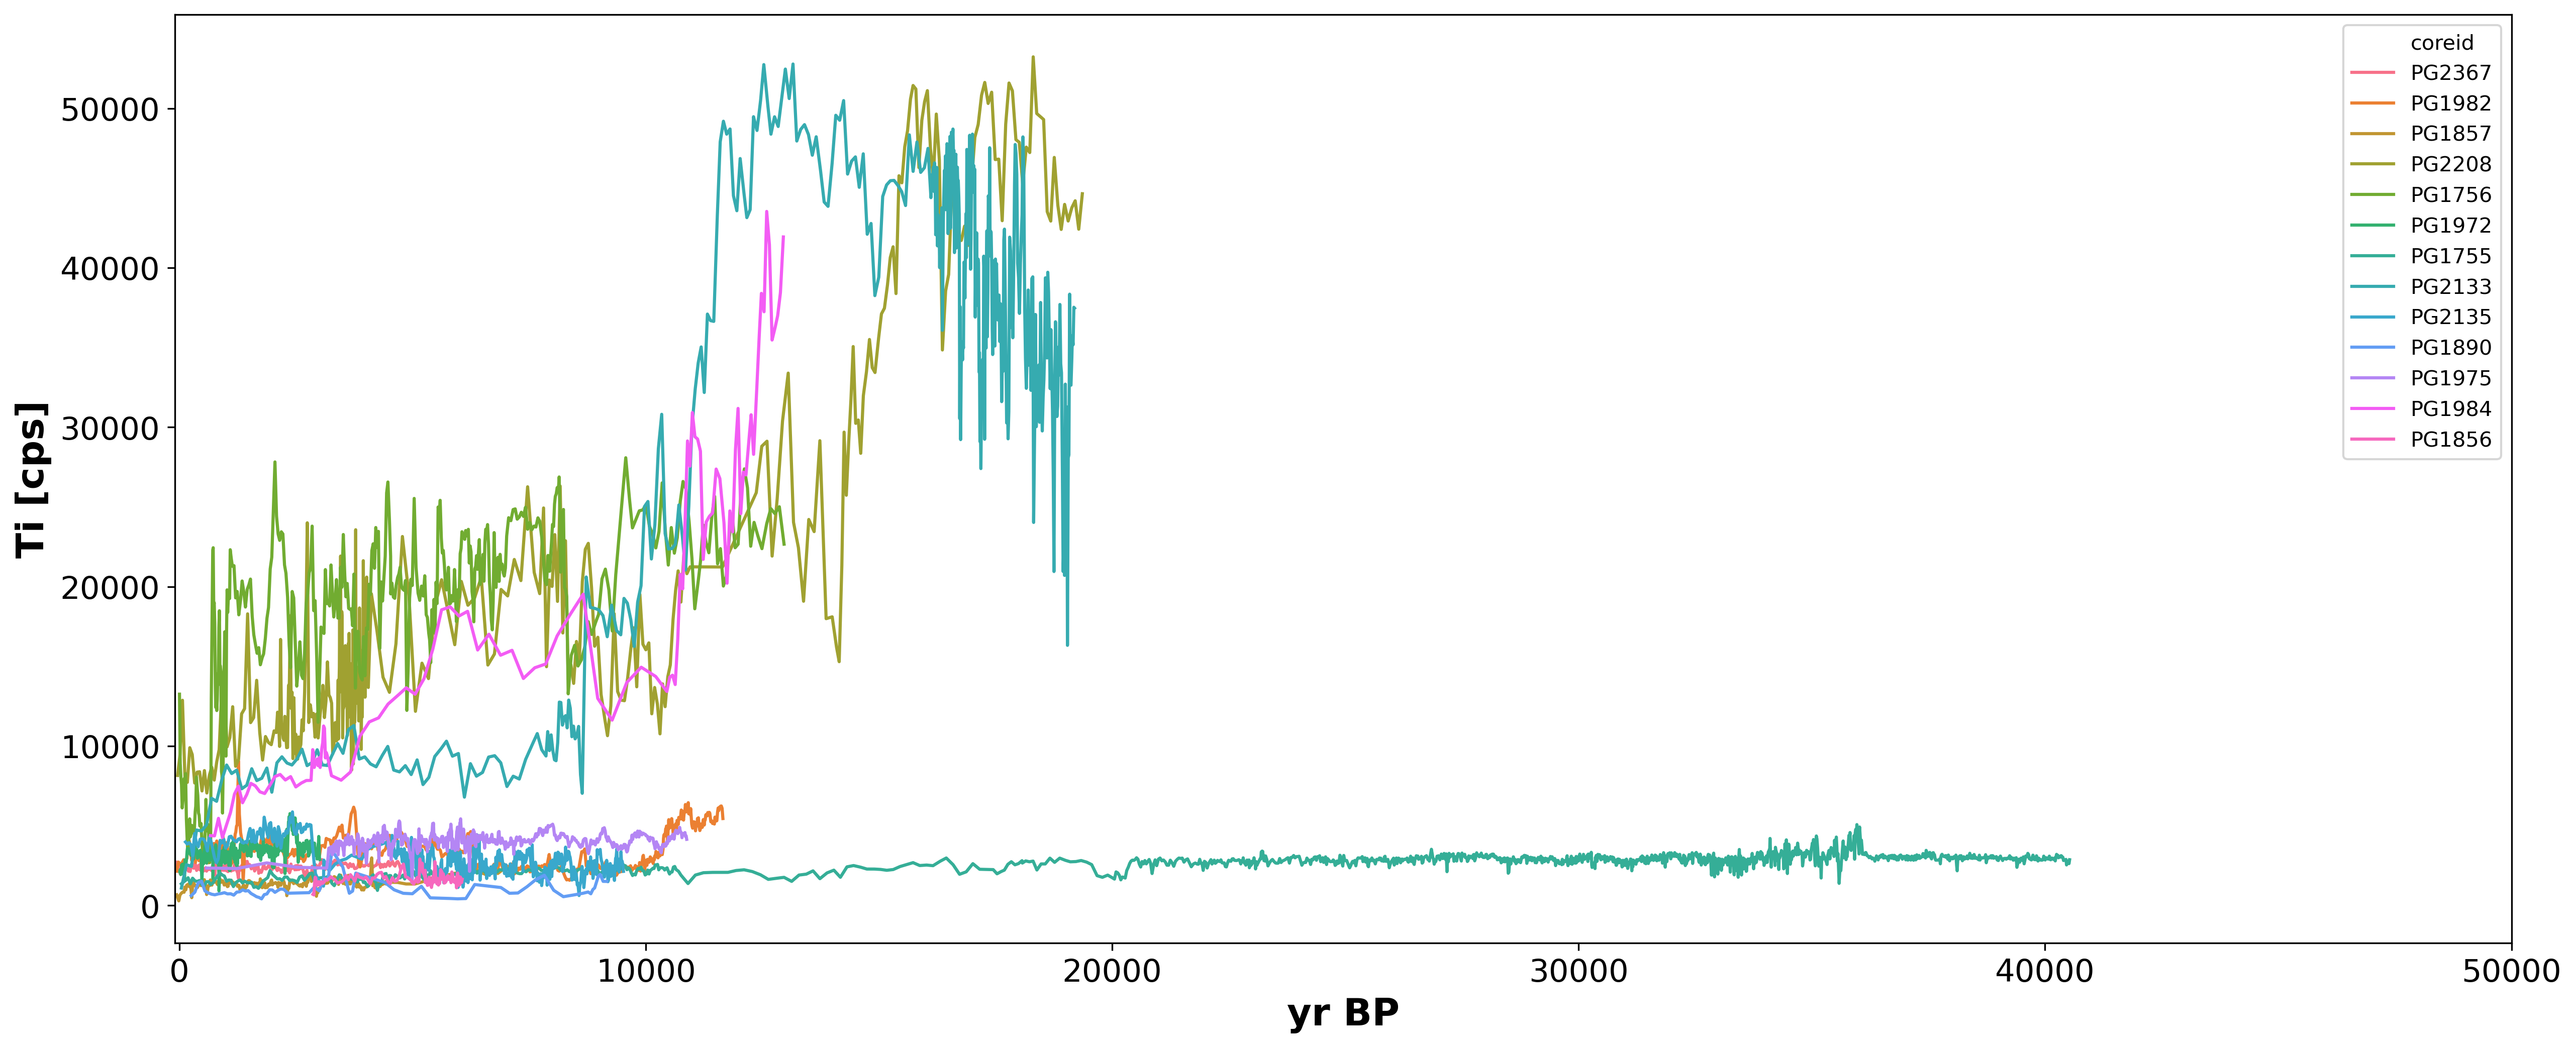 coreid
PG2367
PG1982
PG1857
PG2208
PG1756
PG1972
PG1755
PG2133
PG2135
PG1890
PG1975
PG1984
PG1856
Ti [cps]
50000
40000
30000
20000
10000
0
0 10000 20000 30000 40000 50000
yr BP